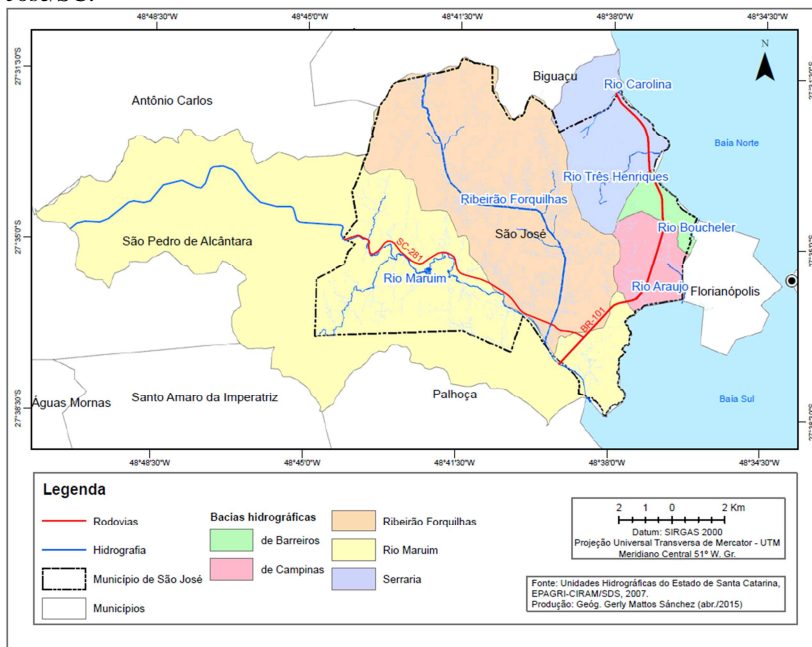 José/SC.
48°48'30"W 48°45'0"W 48°41'30"W 48°38'0"W 48°34'30"W
27°31'30"S
N
Biguaçu
Rio Carolina
Antônio Carlos
Baía Norte
Rio Três Henriques
Ribeirão Forquilhas
27°35'0"S
São Pedro de Alcântara
São José
Rio Boucheler
SC-281
Rio Maruim
Rio Araujo
Florianópolis
BR-101
Palhoça
Santo Amaro da Imperatriz
Águas Mornas
Baía Sul
27°38'30"S
27°38'30"S
48°48'30"W 48°45'0"W 48°41'30"W 48°38'0"W 48°34'30"W
Legenda
Rodovias
Hidrografia
Município de São José
Municípios
Bacias hidrográficas
de Barreiros
de Campinas
Ribeirão Forquilhas
Rio Maruim
Serraria
2 1 0 2 Km
Datum: SIRGAS 2000
Projeção Universal Transversa de Mercator - UTM
Meridiano Central 51º W. Gr.
Fonte: Unidades Hidrográficas do Estado de Santa Catarina,
EPAGRI-CIRAM/SDS, 2007.
Produção: Geóg. Gerly Mattos Sánchez (abr./2015)